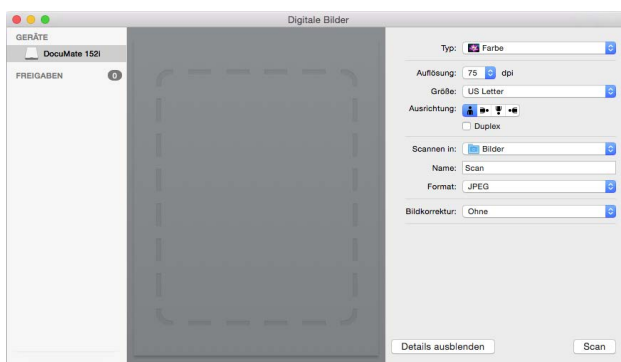 Digitale Bilder
GERÄTE
DocuMate 152i
FREIGABEN 0
Typ: Farbe
Auflösung: 75 dpi
Größe: US Letter
Ausrichtung:
Duplex
Scannen in: Bilder
Name: Scan
Format: JPEG
Bildkorrektur: Ohne
Details ausblenden Scan